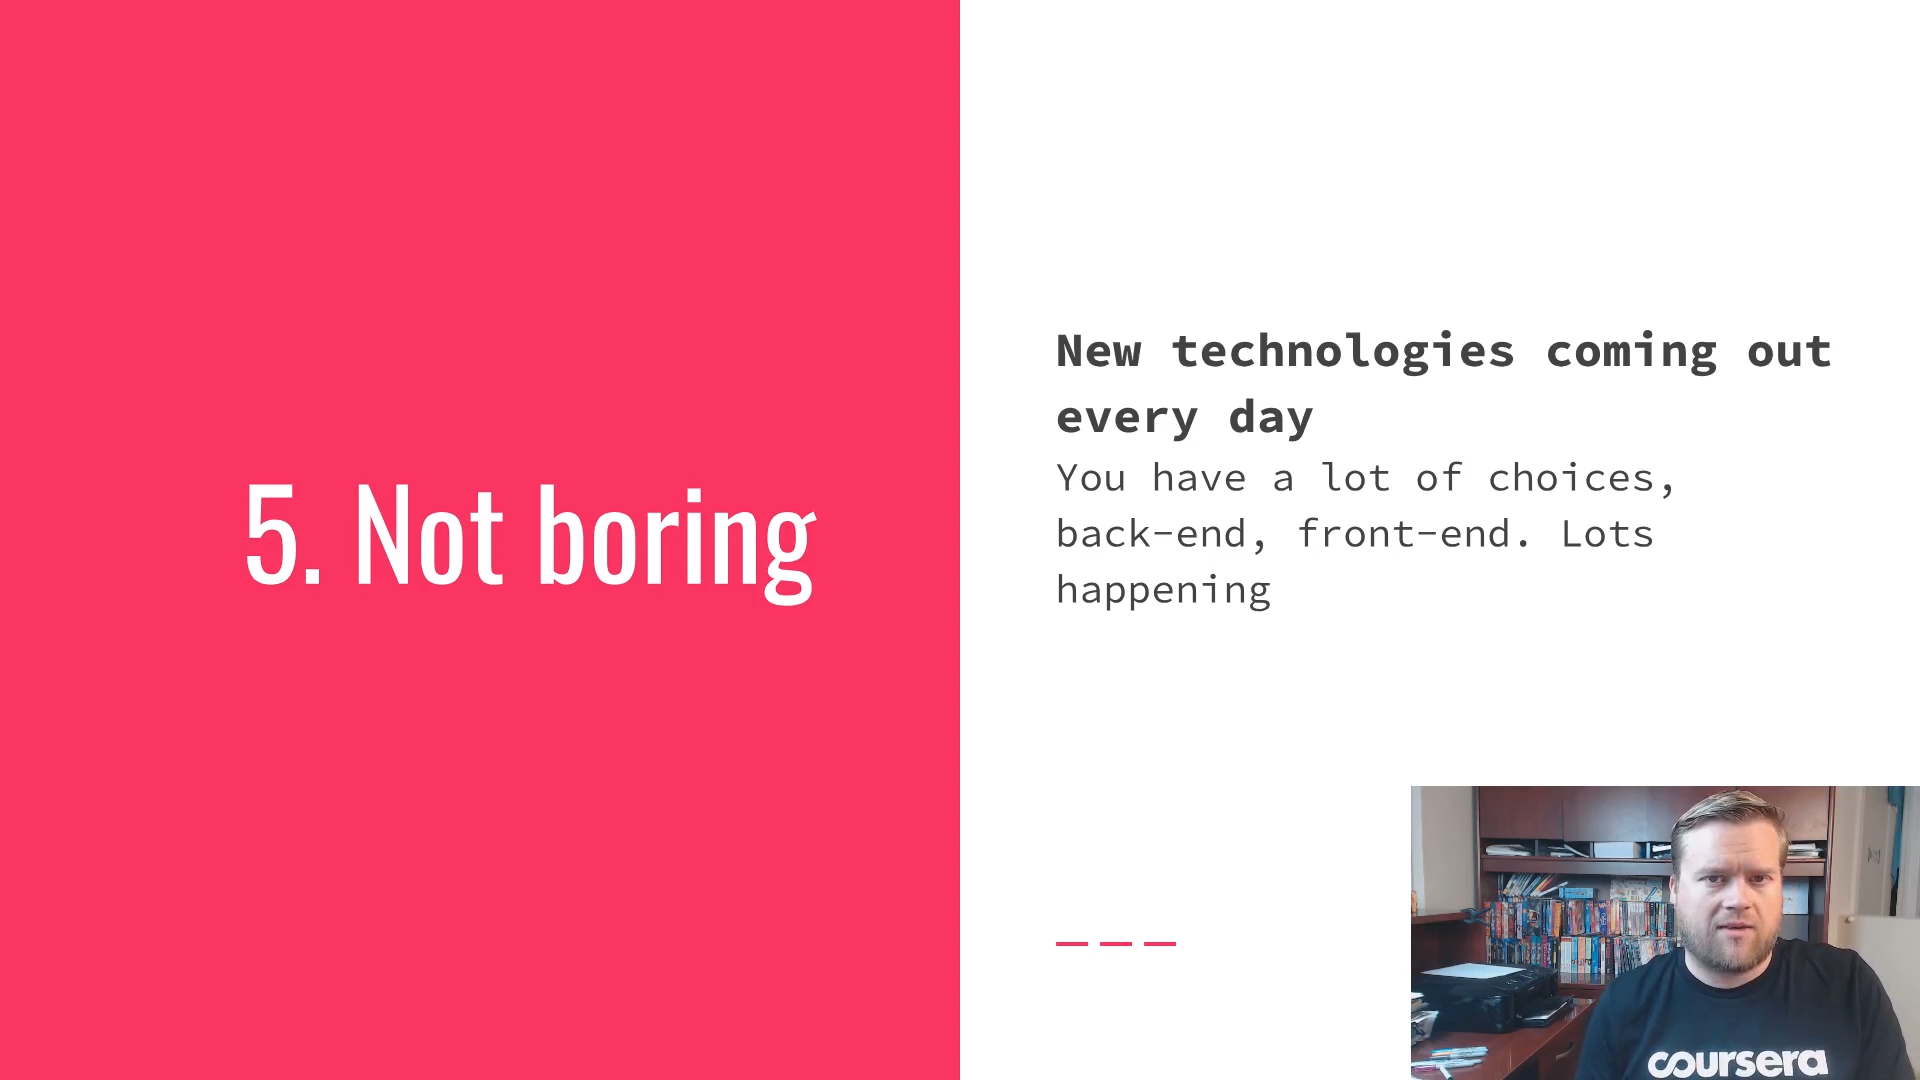 5. Not boring
New technologies coming out
every day
You have a lot of choices,
back-end, front-end. Lots
happening
coursera